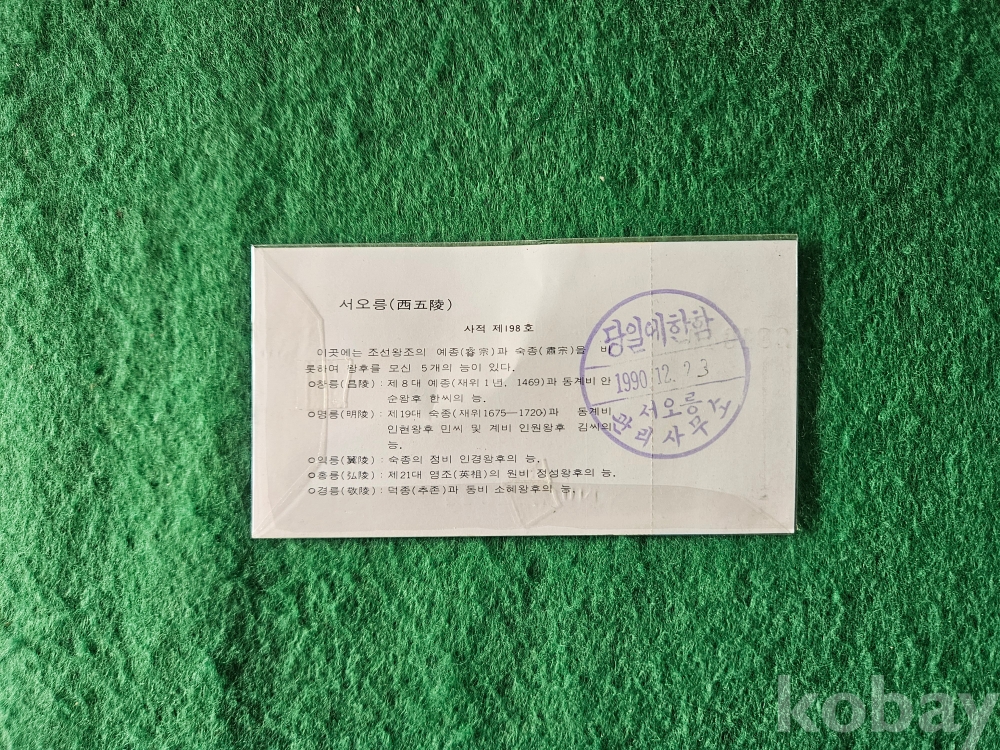 서오릉(西五陵)
사적 제198호
이곳에는 조선왕조의 예종(睿宗)과 숙종(肅宗)을 비
롯하여 왕후를 모신 5개의 능이 있다.
ㅇ창릉(昌陵) : 제8대 예종(재위1년, 1469)과 동계비 안
순왕후 한씨의 능.
ㅇ명릉(明陵) : 제19대 숙종(재위1675—1720)과 동계비
인현왕후 민씨 및 계비 인원왕후 김씨의
능.
ㅇ익릉(翼陵) : 숙종의 정비 인경왕후의 능.
ㅇ홍릉(弘陵) : 제21대 영조(英祖)의 원비 정성왕후의 능.
ㅇ경릉(敬陵) : 덕종(추존)과 동비 소혜왕후의 능.
당일에한함
1990.12.23
서오릉
관리사무소
kobay